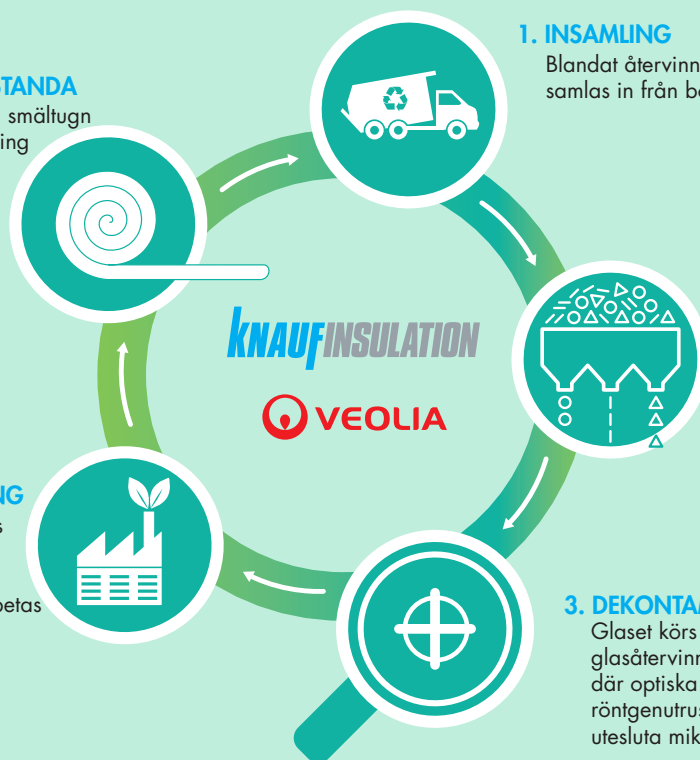 1. INSAMLING
Blandat återvinn
samlas in från b
STANDA
smältugn
ing
KNAUFINSULATION
VEOLIA
NG
s
betas
3. DEKONTAM
Glaset körs
glasåtervinn
där optiska
röntgenutrus
utesluta mik